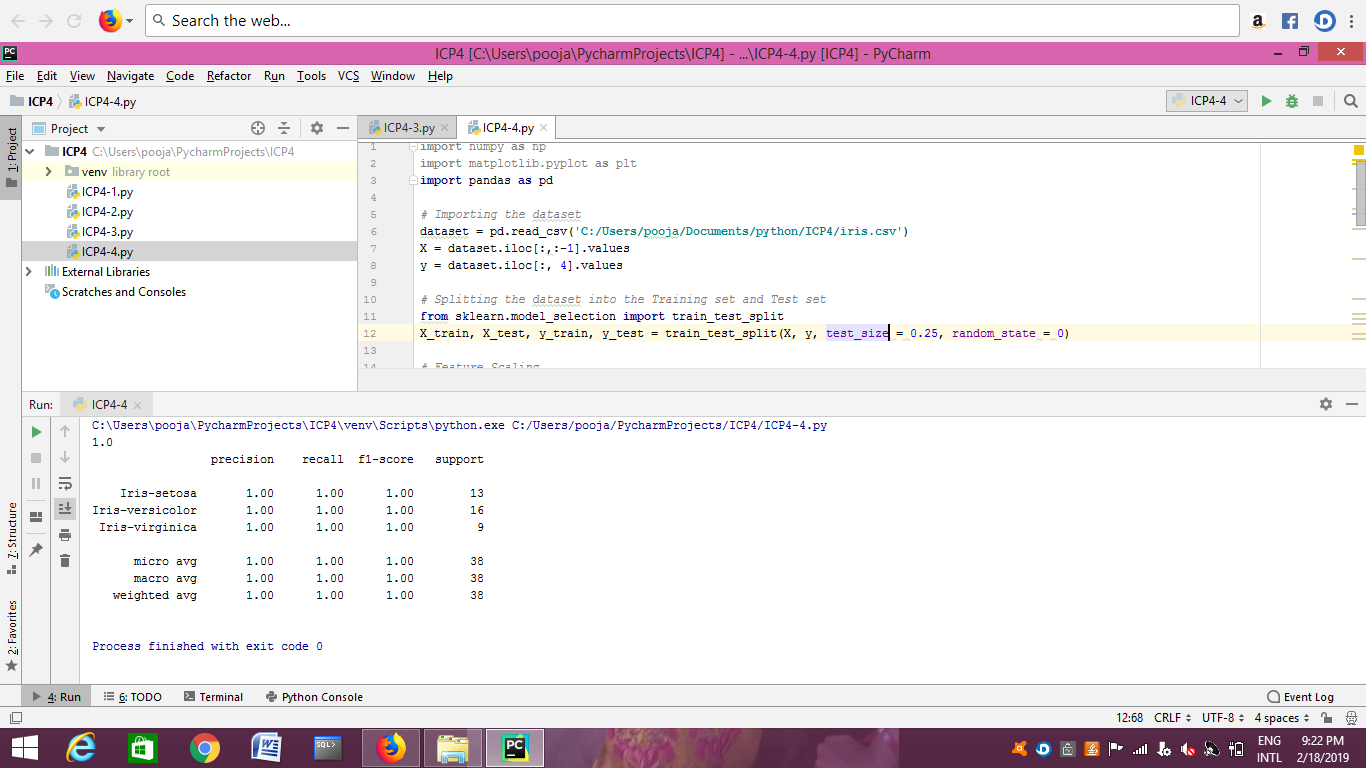 Search the web...
ICP4 [C:\Users\pooja\PycharmProjects\ICP4] - ...\ICP4-4.py [ICP4] - PyCharm
File Edit View Navigate Code Refactor Run Tools VCS Window Help
ICP4 ICP4-4.py ICP4-4
1: Project
Project
ICP4-3.py ICP4-4.py
ICP4 C:\Users\pooja\PycharmProjects\ICP4
venv library root
ICP4-1.py
ICP4-2.py
ICP4-3.py
ICP4-4.py
External Libraries
Scratches and Consoles
1 import numpy as np
2 import matplotlib.pyplot as plt
3 import pandas as pd
4
5 # Importing the dataset
6 dataset = pd.read_csv('C:/Users/pooja/Documents/python/ICP4/iris.csv')
7 X = dataset.iloc[:,:-1].values
8 y = dataset.iloc[:, 4].values
9
10 # Splitting the dataset into the Training set and Test set
11 from sklearn.model_selection import train_test_split
12 X_train, X_test, y_train, y_test = train_test_split(X, y, test_size = 0.25, random_state = 0)
13
14 # Feature Scaling
Run: ICP4-4
C:\Users\pooja\PycharmProjects\ICP4\venv\Scripts\python.exe C:/Users/pooja/PycharmProjects/ICP4/ICP4-4.py
1.0
precision recall f1-score support
Iris-setosa 1.00 1.00 1.00 13
Iris-versicolor 1.00 1.00 1.00 16
Iris-virginica 1.00 1.00 1.00 9
micro avg 1.00 1.00 1.00 38
macro avg 1.00 1.00 1.00 38
weighted avg 1.00 1.00 1.00 38
Process finished with exit code 0
7: Structure
2: Favorites
4: Run 6: TODO Terminal Python Console Event Log
12:68 CRLF UTF-8 4 spaces
ENG 9:22 PM
INTL 2/18/2019